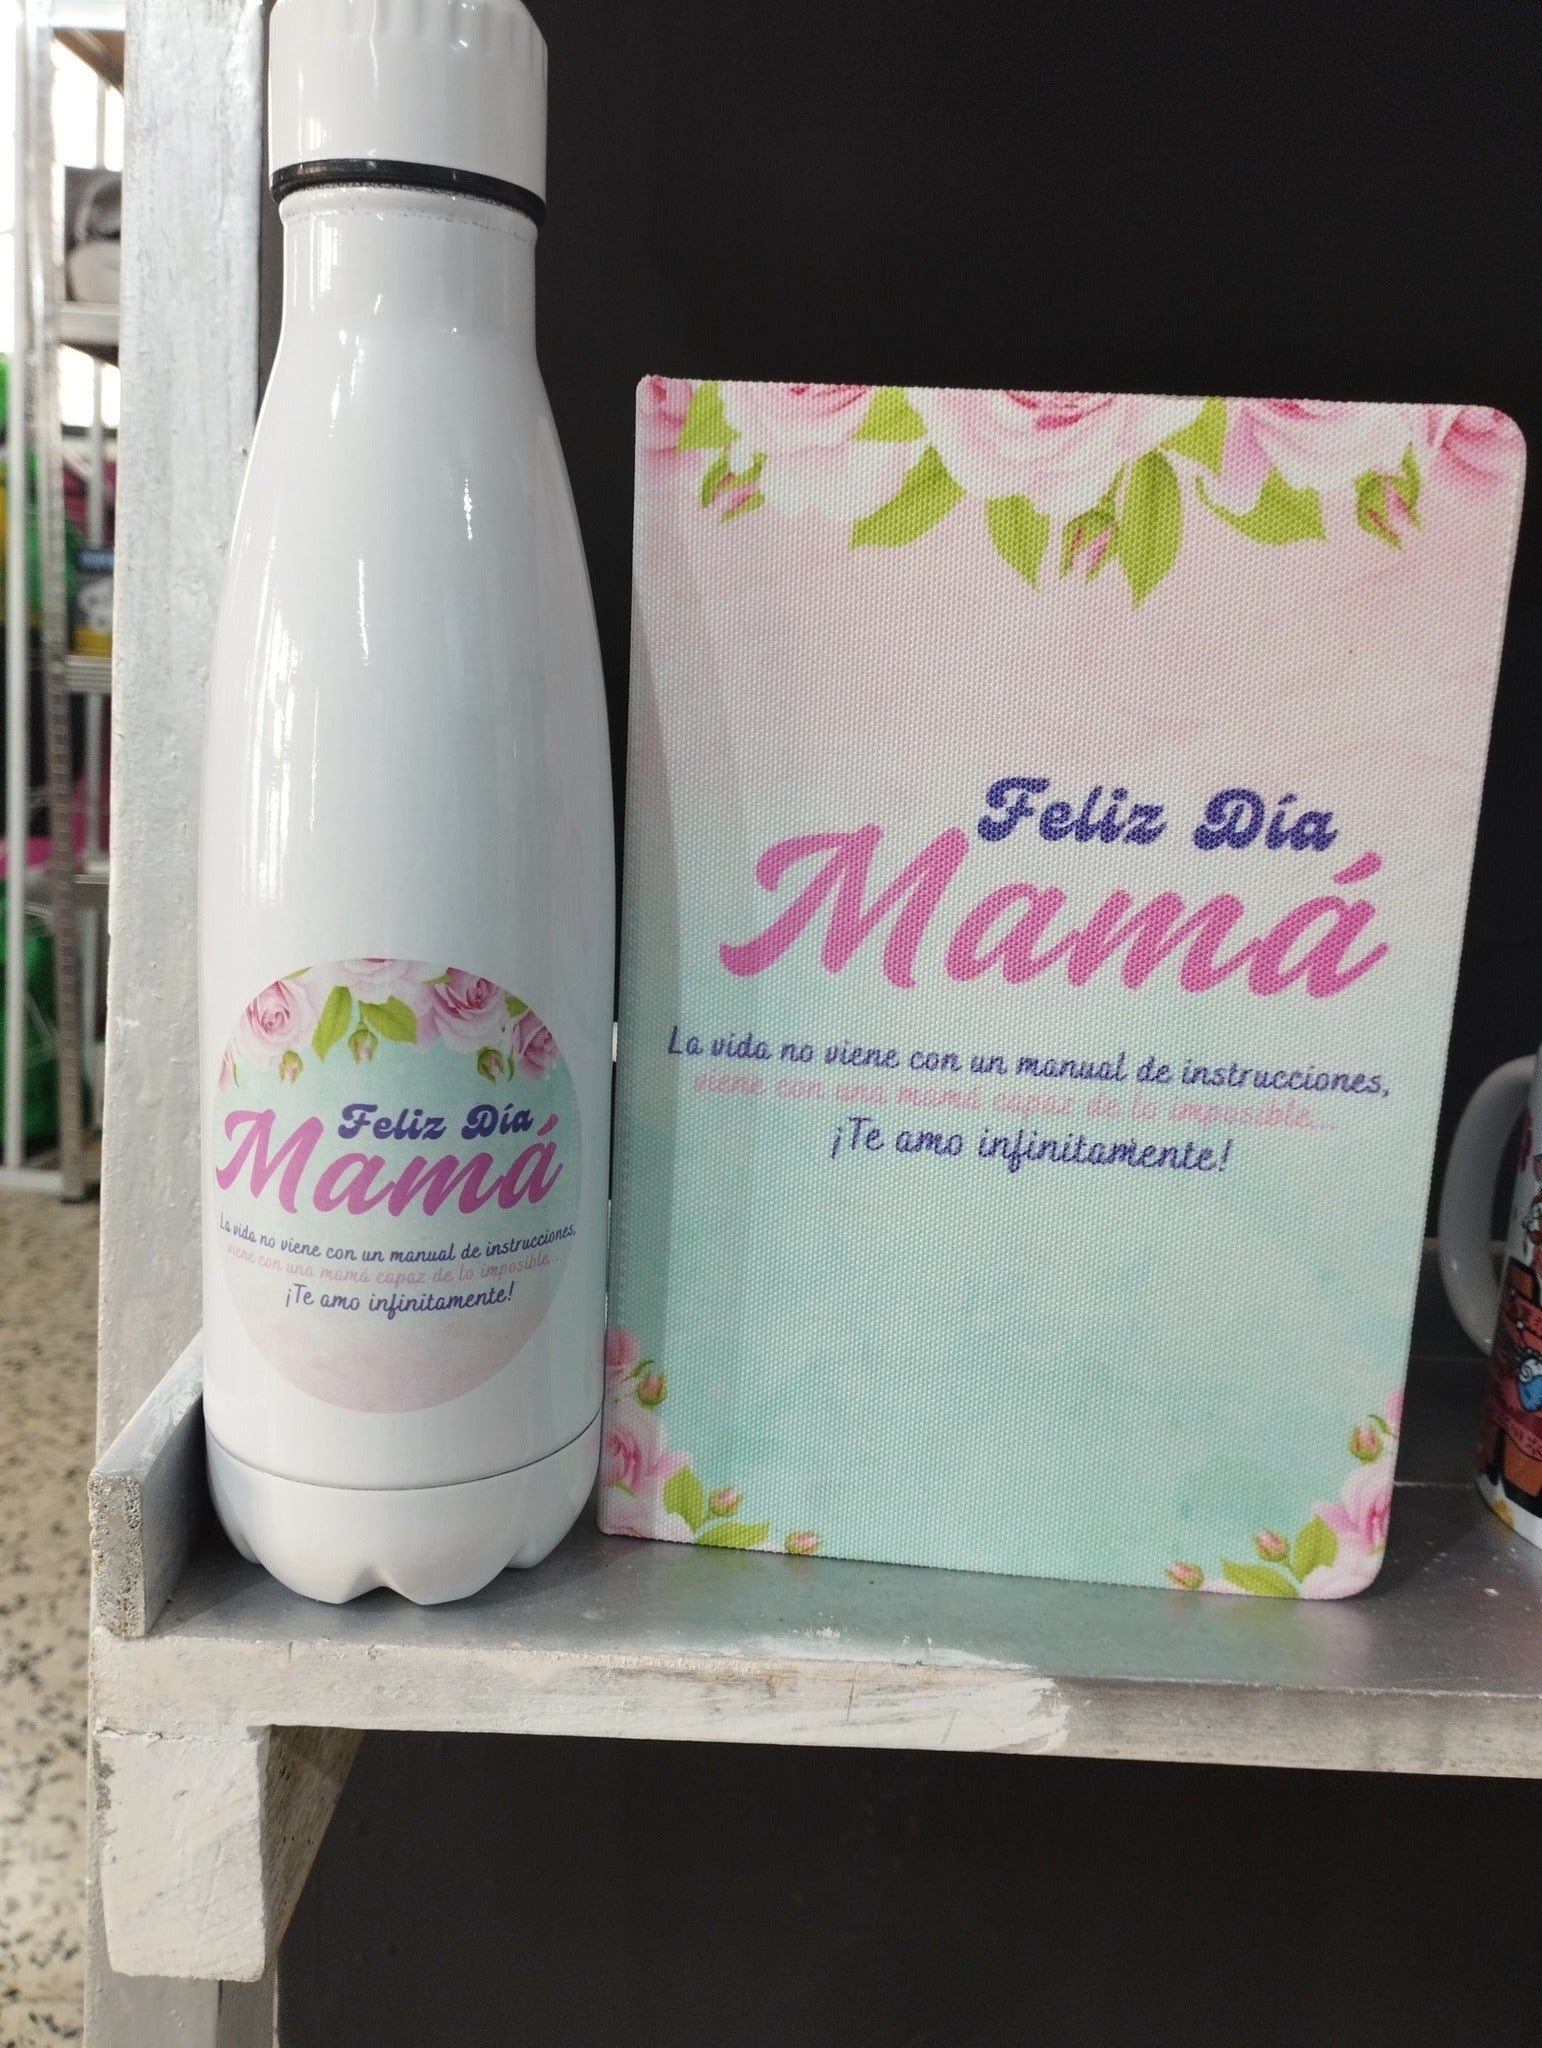 Feliz Día
Mamá
La vida no viene con un manual de instrucciones,
viene con una mamá capaz de lo imposible...
¡Te amo infinitamente!
Feliz Día
Mamá
La vida no viene con un manual de instrucciones,
viene con una mamá capaz de lo imposible...
¡Te amo infinitamente!